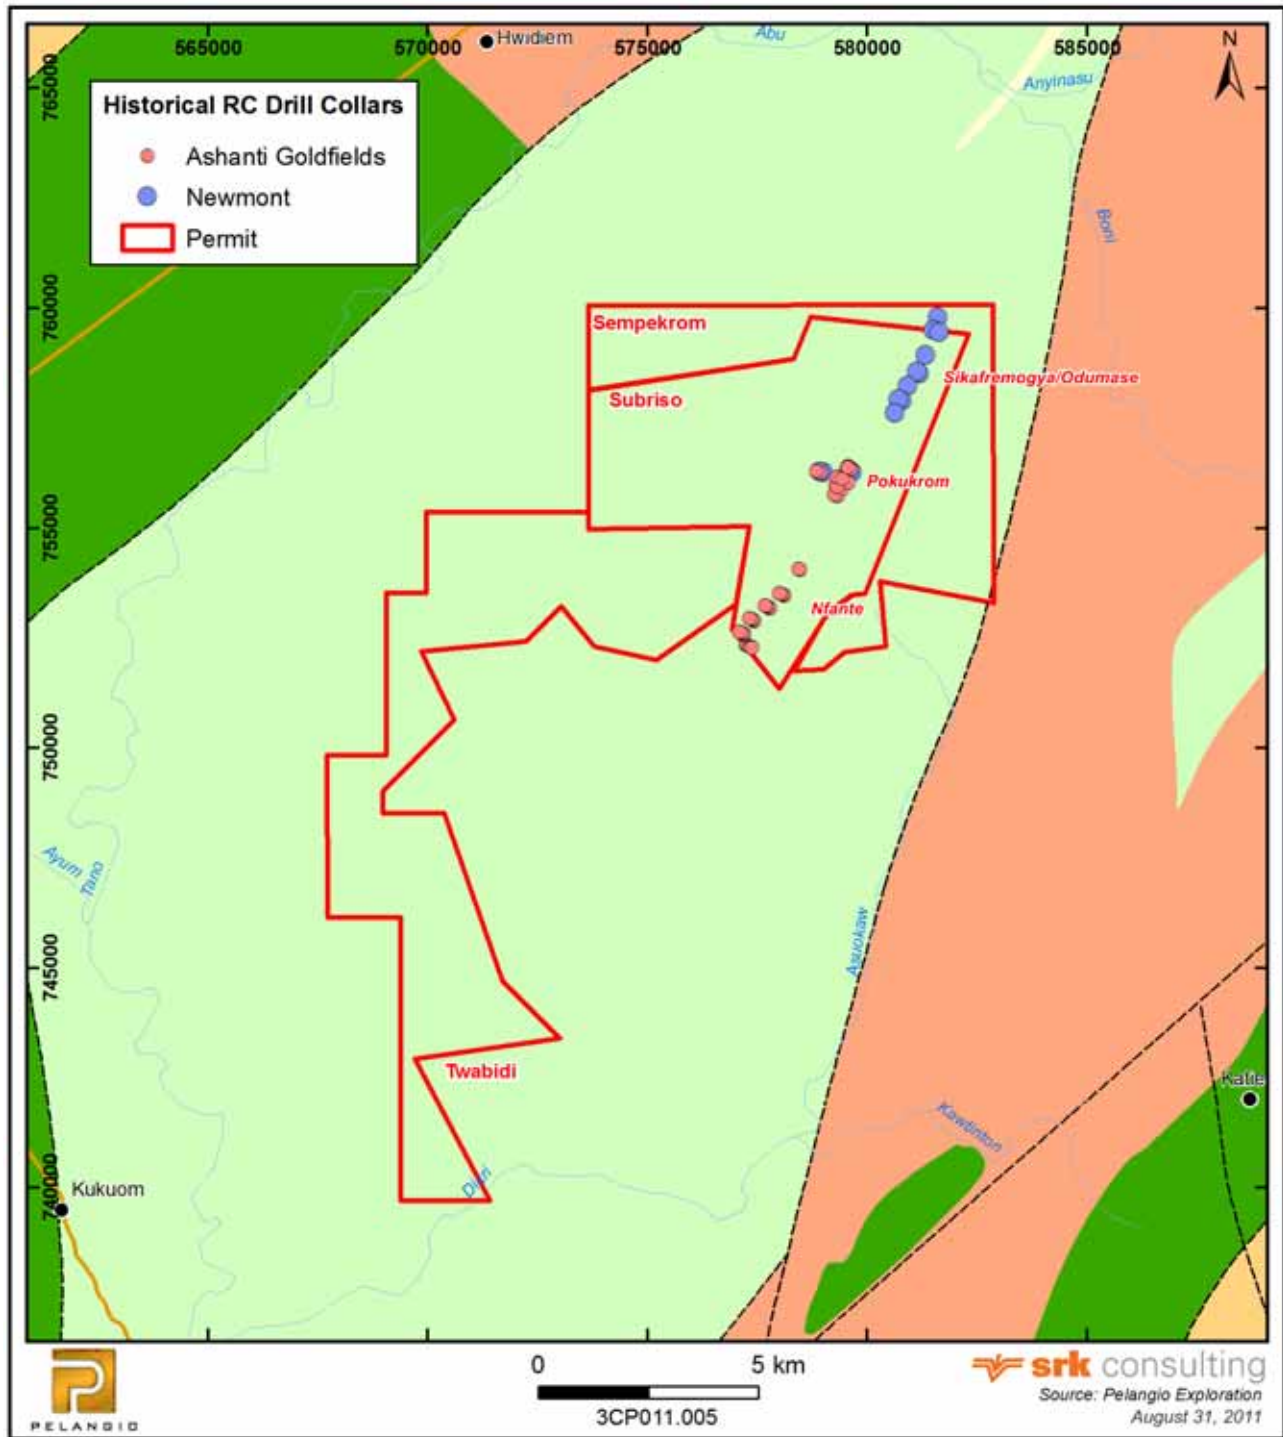 565000
570000
575000
580000
585000
Hwidiem
Abu
N
Anyinasu
765000
Historical RC Drill Collars
Ashanti Goldfields
Newmont
Permit
Boni
760000
Sempekrom
Sikafremogya/Odumase
Subriso
Pokukrom
755000
Nfante
750000
Ayum
Tano
Asuokaw
745000
Twabidi
Katie
Kawtinton
740000
Kukuom
0 5 km
3CP011.005
PELANGIO
srk consulting
Source: Pelangio Exploration
August 31, 2011